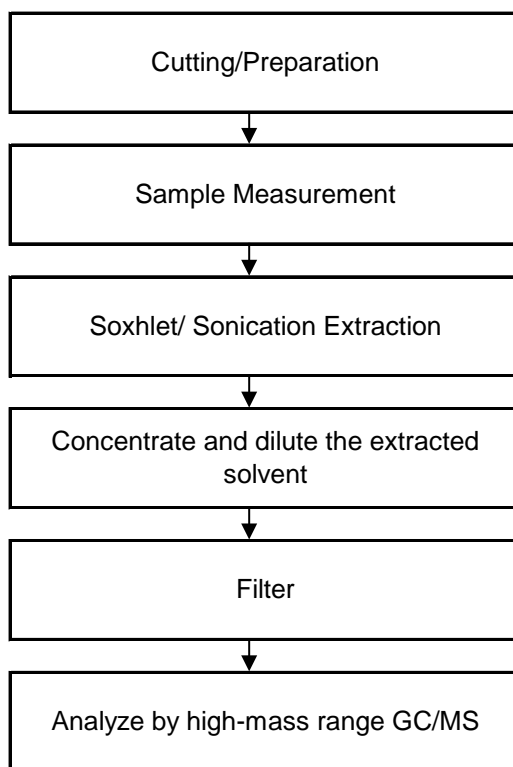 Cutting/Preparation
Sample Measurement
Soxhlet/ Sonication Extraction
Concentrate and dilute the extracted
solvent
Filter
Analyze by high-mass range GC/MS